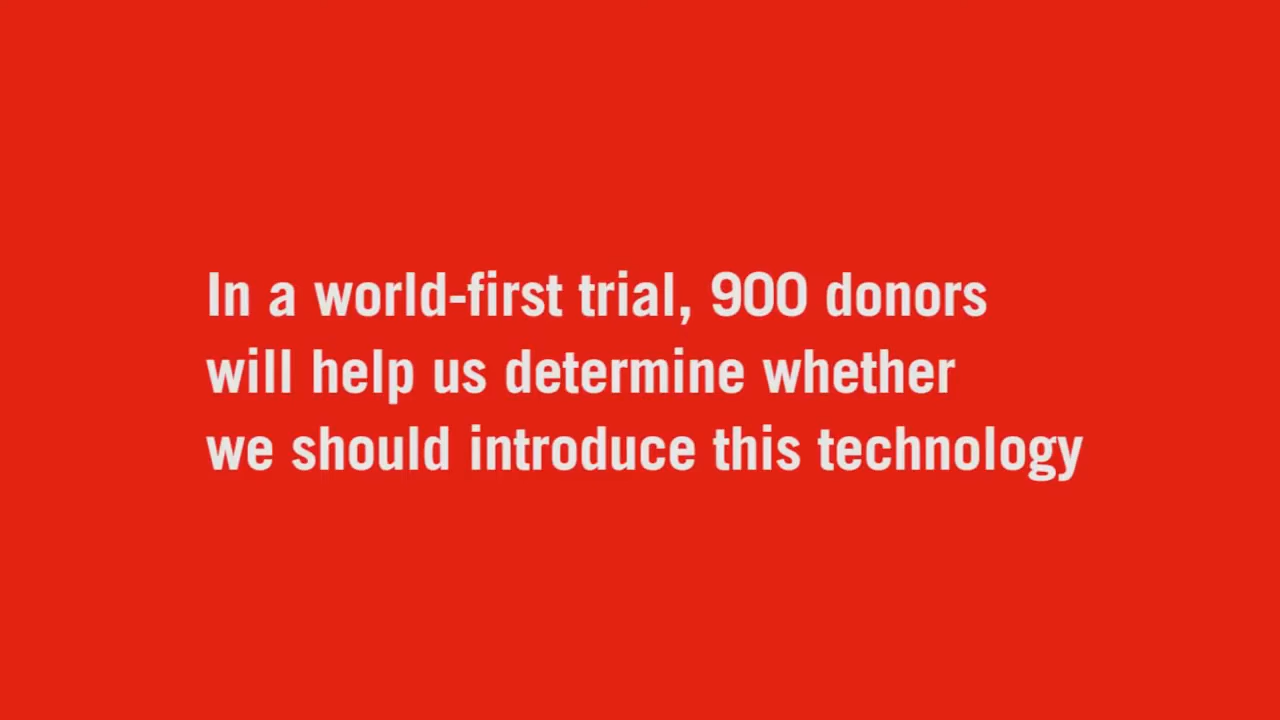 In a world-first trial, 900 donors
will help us determine whether
we should introduce this technology